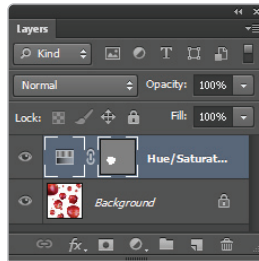 Layers
Kind T
Normal Opacity: 100%
Lock: Fill: 100%
Hue/Saturat...
Background
fx.